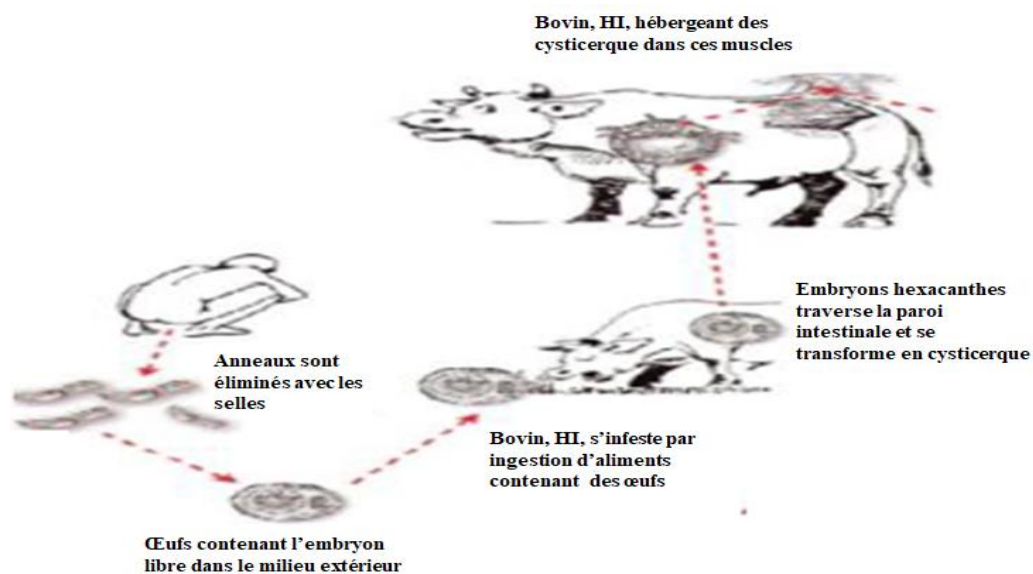 Bovin, HI, hébergeant des
cysticerque dans ces muscles
Embryons hexacanthes
traverse la paroi
intestinale et se
transforme en cysticerque
Anneaux sont
éliminés avec les
selles
Bovin, HI, s’infeste par
ingestion d’aliments
contenant des œufs
Œufs contenant l’embryon
libre dans le milieu extérieur